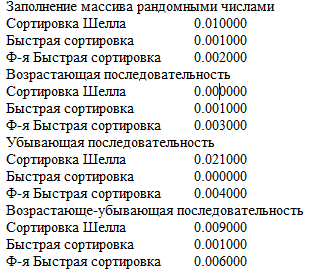 Заполнение массива рандомными числами
Сортировка Шелла 0.010000
Быстрая сортировка 0.001000
Ф-я Быстрая сортировка 0.002000
Возрастающая последовательность
Сортировка Шелла 0.000000
Быстрая сортировка 0.001000
Ф-я Быстрая сортировка 0.003000
Убывающая последовательность
Сортировка Шелла 0.021000
Быстрая сортировка 0.000000
Ф-я Быстрая сортировка 0.004000
Возрастающе-убывающая последовательность
Сортировка Шелла 0.009000
Быстрая сортировка 0.001000
Ф-я Быстрая сортировка 0.006000